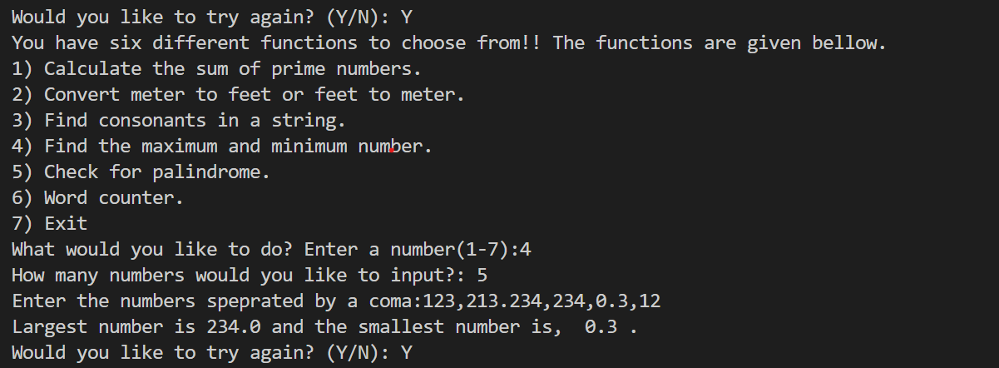 Would you like to try again? (Y/N): Y
You have six different functions to choose from!! The functions are given bellow.
1) Calculate the sum of prime numbers.
2) Convert meter to feet or feet to meter.
3) Find consonants in a string.
4) Find the maximum and minimum number.
5) Check for palindrome.
6) Word counter.
7) Exit
What would you like to do? Enter a number(1-7):4
How many numbers would you like to input?: 5
Enter the numbers speprated by a coma:123,213.234,234,0.3,12
Largest number is 234.0 and the smallest number is,  0.3 .
Would you like to try again? (Y/N): Y